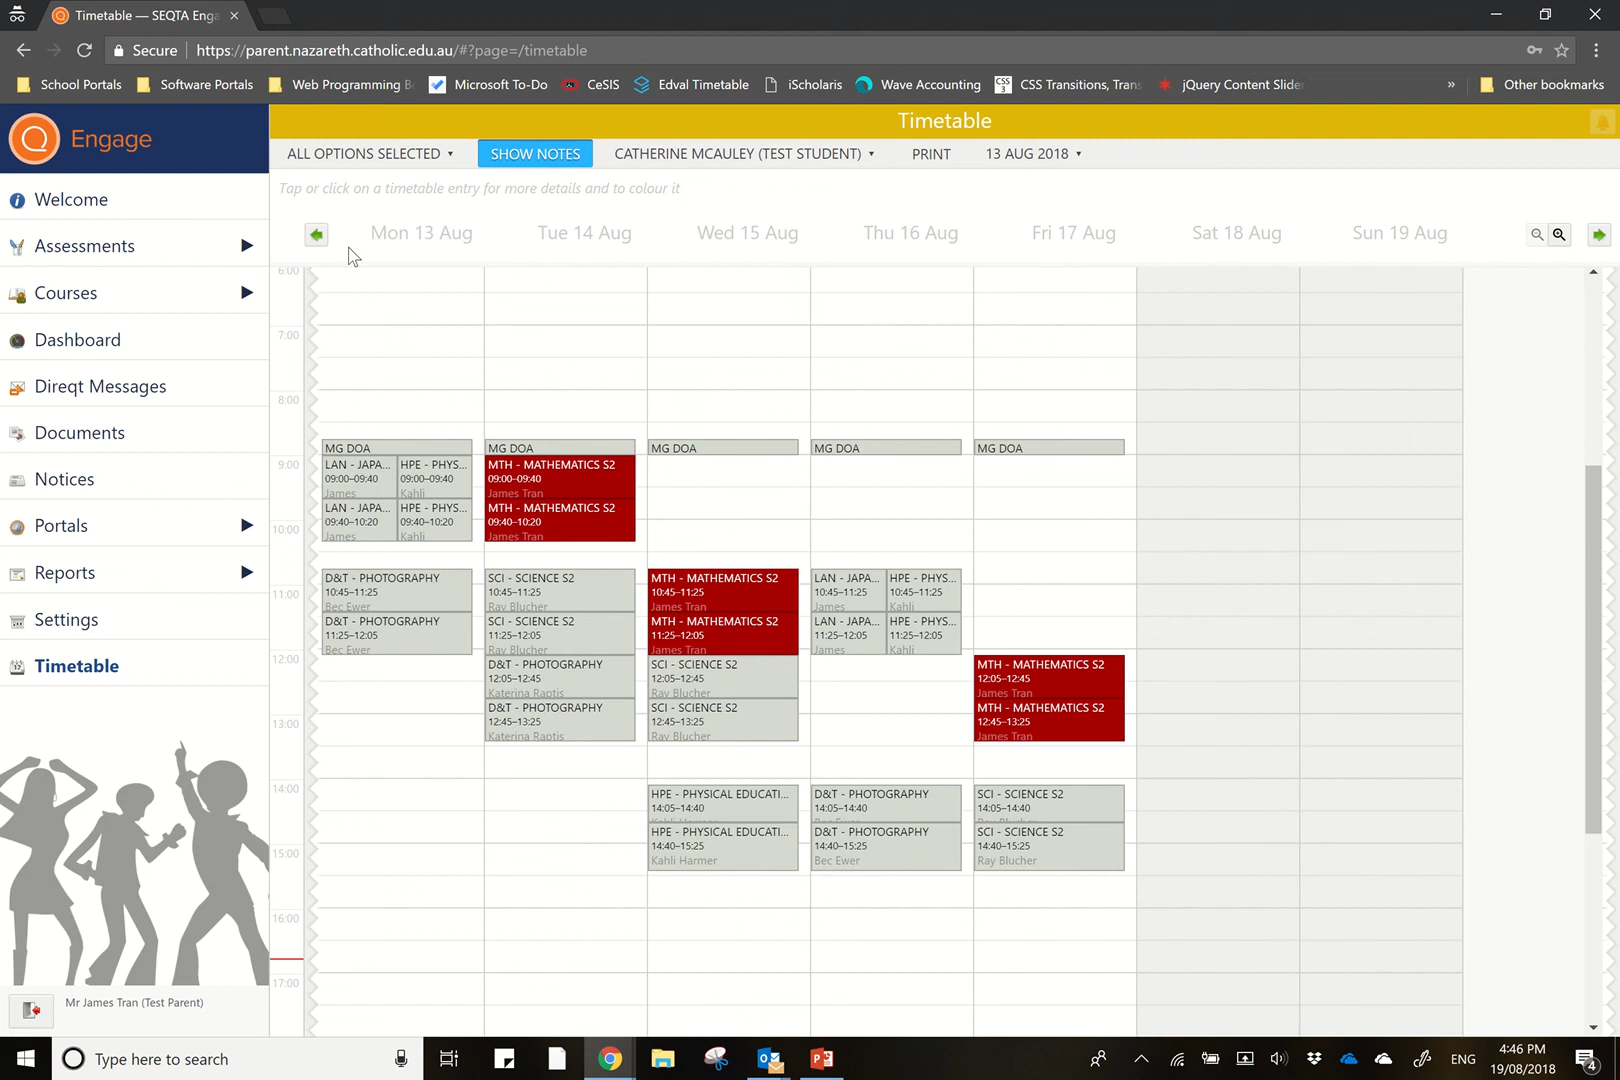 Timetable — SEQTA Enga
Secure
https://parent.nazareth.catholic.edu.au/#?page=/timetable
School Portals
Software Portals
Web Programming B
Microsoft To-Do
CeSIS
Edval Timetable
iScholaris
Wave Accounting
CSS Transitions, Trans
jQuery Content Slide
»
Other bookmarks
Engage
Timetable
ALL OPTIONS SELECTED
SHOW NOTES
CATHERINE MCAULEY (TEST STUDENT)
PRINT
13 AUG 2018
Tap or click on a timetable entry for more details and to colour it
Welcome
Assessments
Courses
Dashboard
Direqt Messages
Documents
Notices
Portals
Reports
Settings
Timetable
Mr James Tran (Test Parent)
Mon 13 Aug
Tue 14 Aug
Wed 15 Aug
Thu 16 Aug
Fri 17 Aug
Sat 18 Aug
Sun 19 Aug
6:00
7:00
8:00
9:00
10:00
11:00
12:00
13:00
14:00
15:00
16:00
17:00
MG DOA
LAN - JAPA...
09:00–09:40
James
HPE - PHYS...
09:00–09:40
Kahli
LAN - JAPA...
09:40–10:20
James
HPE - PHYS...
09:40–10:20
Kahli
D&T - PHOTOGRAPHY
10:45–11:25
Bec Ewer
D&T - PHOTOGRAPHY
11:25–12:05
Bec Ewer
MG DOA
MTH - MATHEMATICS S2
09:00–09:40
James Tran
MTH - MATHEMATICS S2
09:40–10:20
James Tran
SCI - SCIENCE S2
10:45–11:25
Ray Blucher
SCI - SCIENCE S2
11:25–12:05
Ray Blucher
D&T - PHOTOGRAPHY
12:05–12:45
Katerina Raptis
D&T - PHOTOGRAPHY
12:45–13:25
Katerina Raptis
MG DOA
MTH - MATHEMATICS S2
10:45–11:25
James Tran
MTH - MATHEMATICS S2
11:25–12:05
James Tran
SCI - SCIENCE S2
12:05–12:45
Ray Blucher
SCI - SCIENCE S2
12:45–13:25
Ray Blucher
HPE - PHYSICAL EDUCATI...
14:05–14:40
Kahli Harmer
HPE - PHYSICAL EDUCATI...
14:40–15:25
Kahli Harmer
MG DOA
LAN - JAPA...
10:45–11:25
James
HPE - PHYS...
10:45–11:25
Kahli
LAN - JAPA...
11:25–12:05
James
HPE - PHYS...
11:25–12:05
Kahli
D&T - PHOTOGRAPHY
14:05–14:40
D&T - PHOTOGRAPHY
14:40–15:25
Bec Ewer
MG DOA
MTH - MATHEMATICS S2
12:05–12:45
James Tran
MTH - MATHEMATICS S2
12:45–13:25
James Tran
SCI - SCIENCE S2
14:05–14:40
SCI - SCIENCE S2
14:40–15:25
Ray Blucher
Type here to search
ENG
4:46 PM
19/08/2018
4